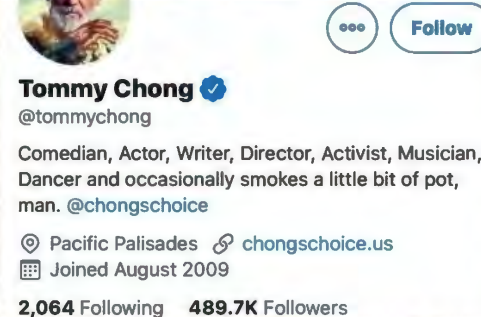 Follow
Tommy Chong
@tommychong
Comedian, Actor, Writer, Director, Activist, Musician,
Dancer and occasionally smokes a little bit of pot,
man. @chongschoice
Pacific Palisades chongschoice.us
Joined August 2009
2,064 Following 489.7K Followers